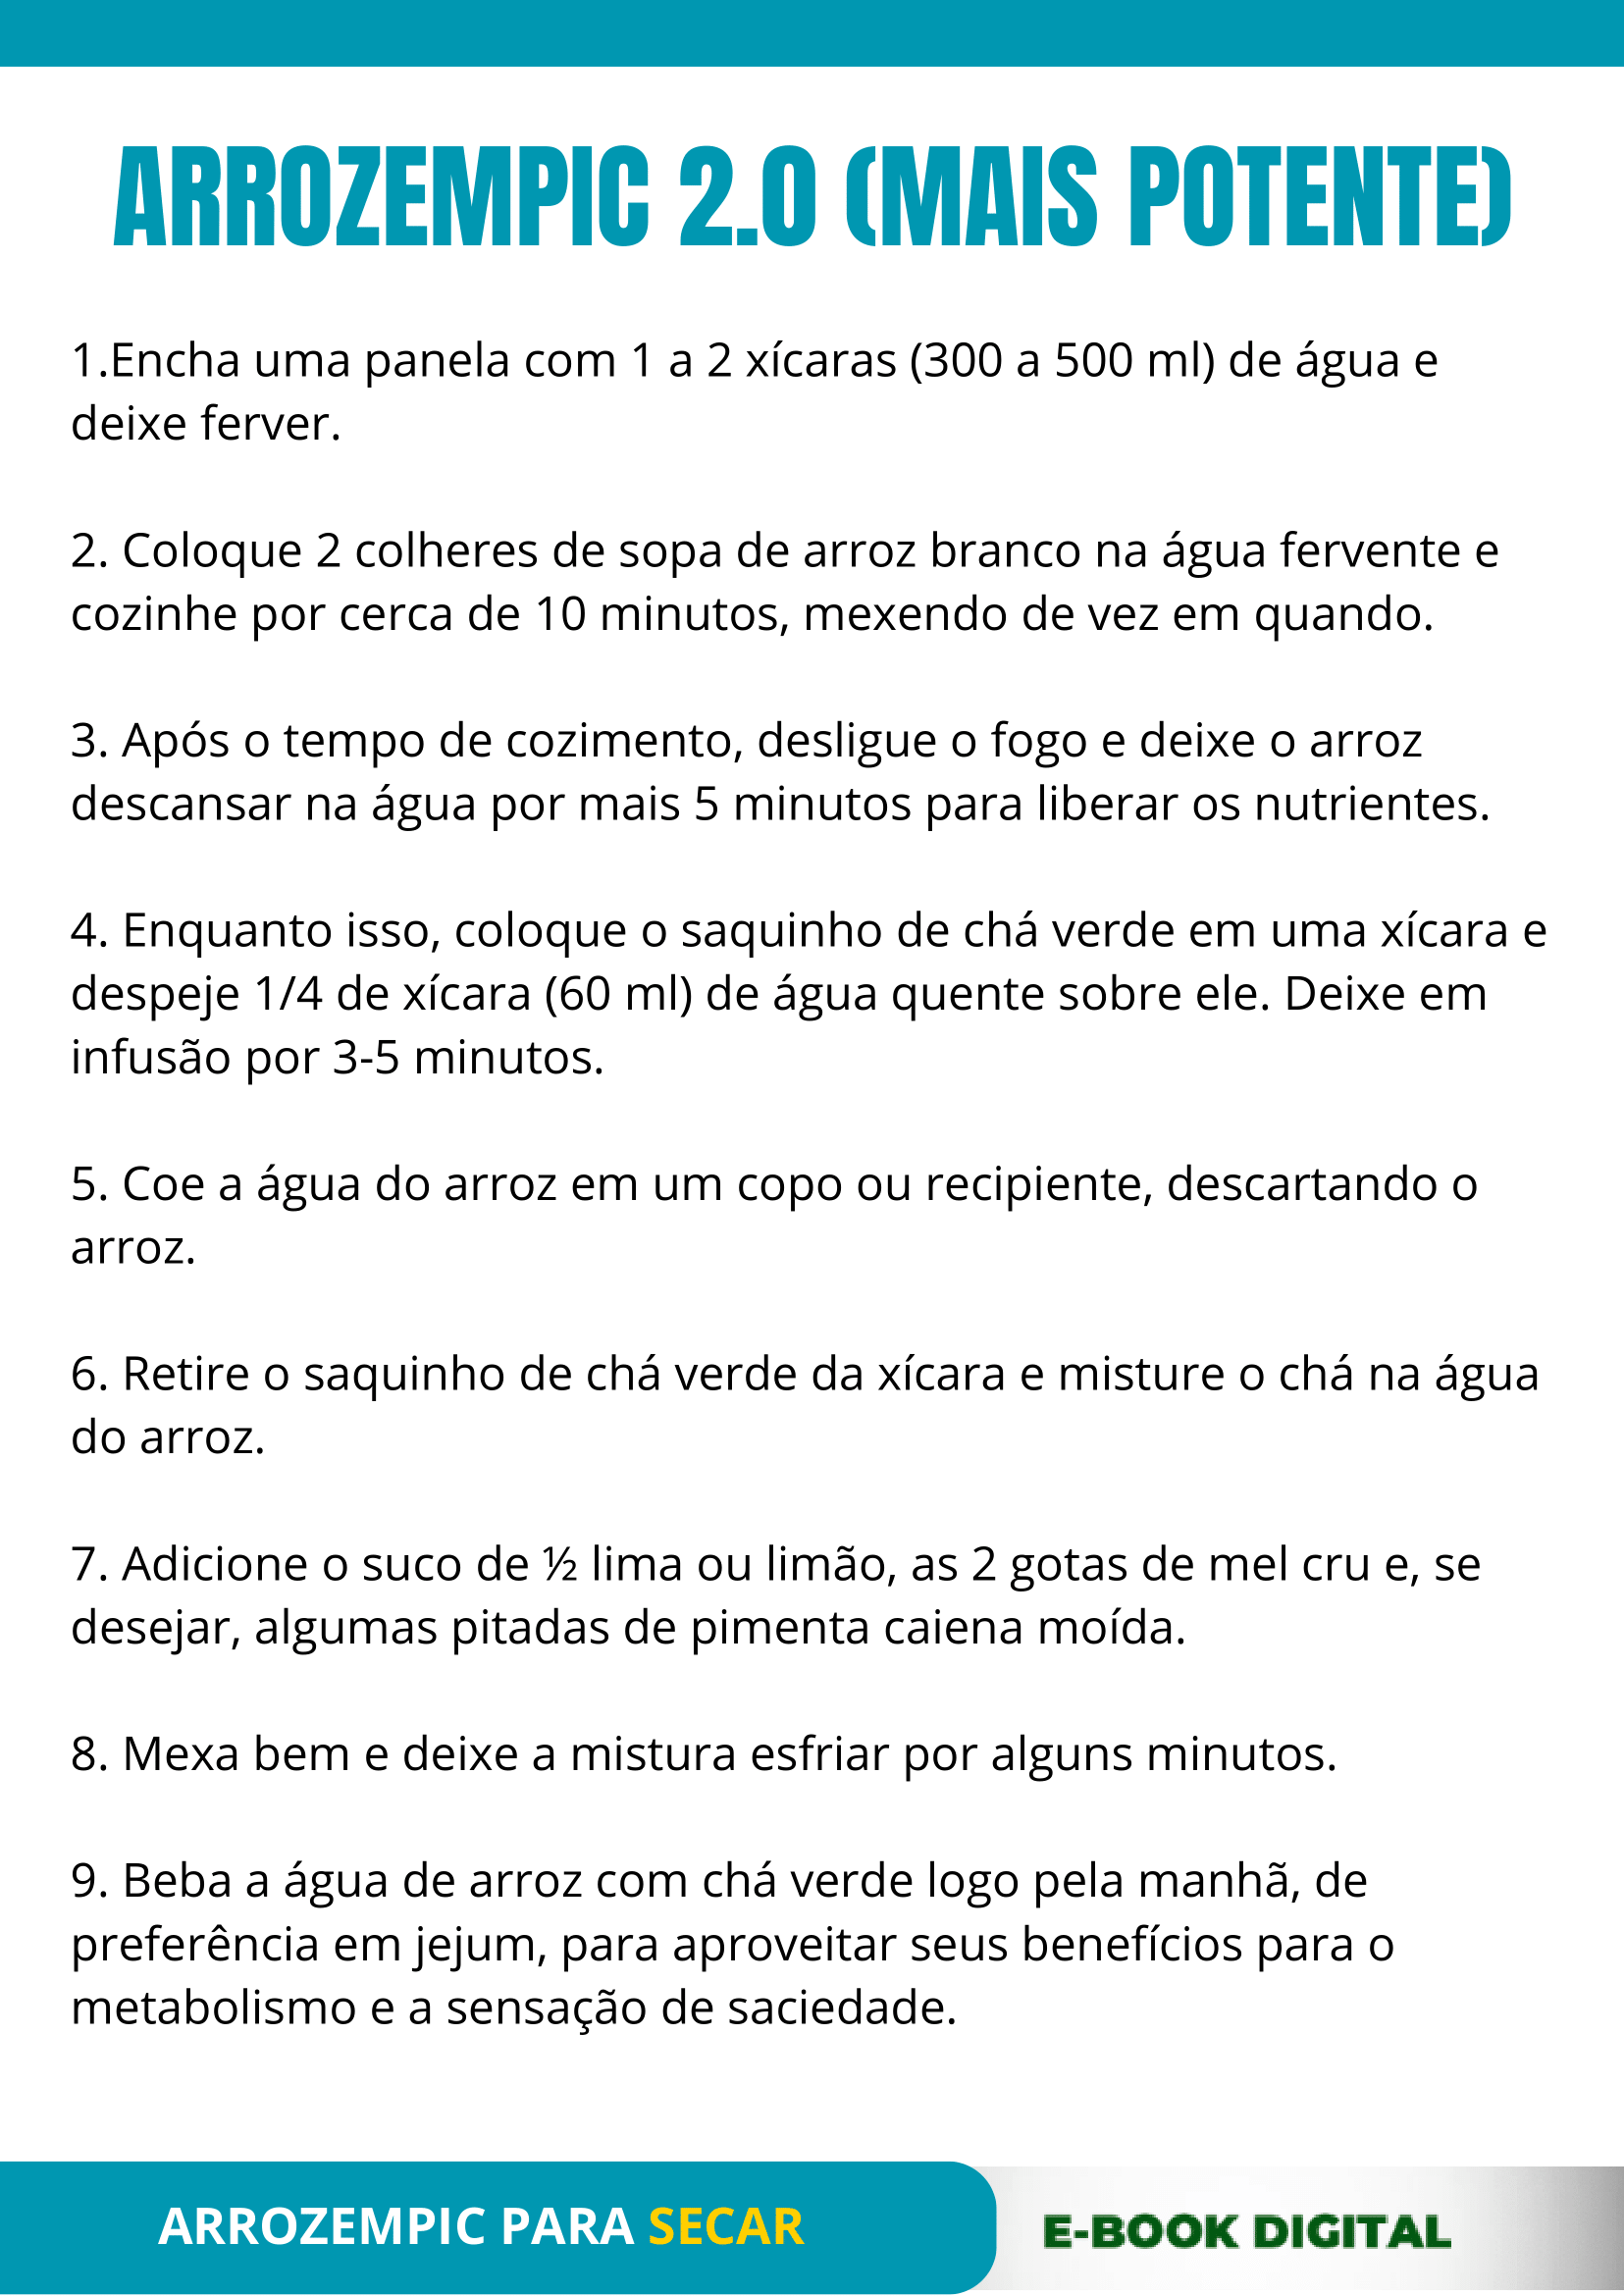 ARROZEMPIC 2.0 (MAIS POTENTE)
1.Encha uma panela com 1 a 2 xícaras (300 a 500 ml) de água e
deixe ferver.
2. Coloque 2 colheres de sopa de arroz branco na água fervente e
cozinhe por cerca de 10 minutos, mexendo de vez em quando.
3. Após o tempo de cozimento, desligue o fogo e deixe o arroz
descansar na água por mais 5 minutos para liberar os nutrientes.
4. Enquanto isso, coloque o saquinho de chá verde em uma xícara e
despeje 1/4 de xícara (60 ml) de água quente sobre ele. Deixe em
infusão por 3-5 minutos.
5. Coe a água do arroz em um copo ou recipiente, descartando o
arroz.
6. Retire o saquinho de chá verde da xícara e misture o chá na água
do arroz.
7. Adicione o suco de ½ lima ou limão, as 2 gotas de mel cru e, se
desejar, algumas pitadas de pimenta caiena moída.
8. Mexa bem e deixe a mistura esfriar por alguns minutos.
9. Beba a água de arroz com chá verde logo pela manhã, de
preferência em jejum, para aproveitar seus benefícios para o
metabolismo e a sensação de saciedade.
ARROZEMPIC PARA SECAR
E-BOOK DIGITAL